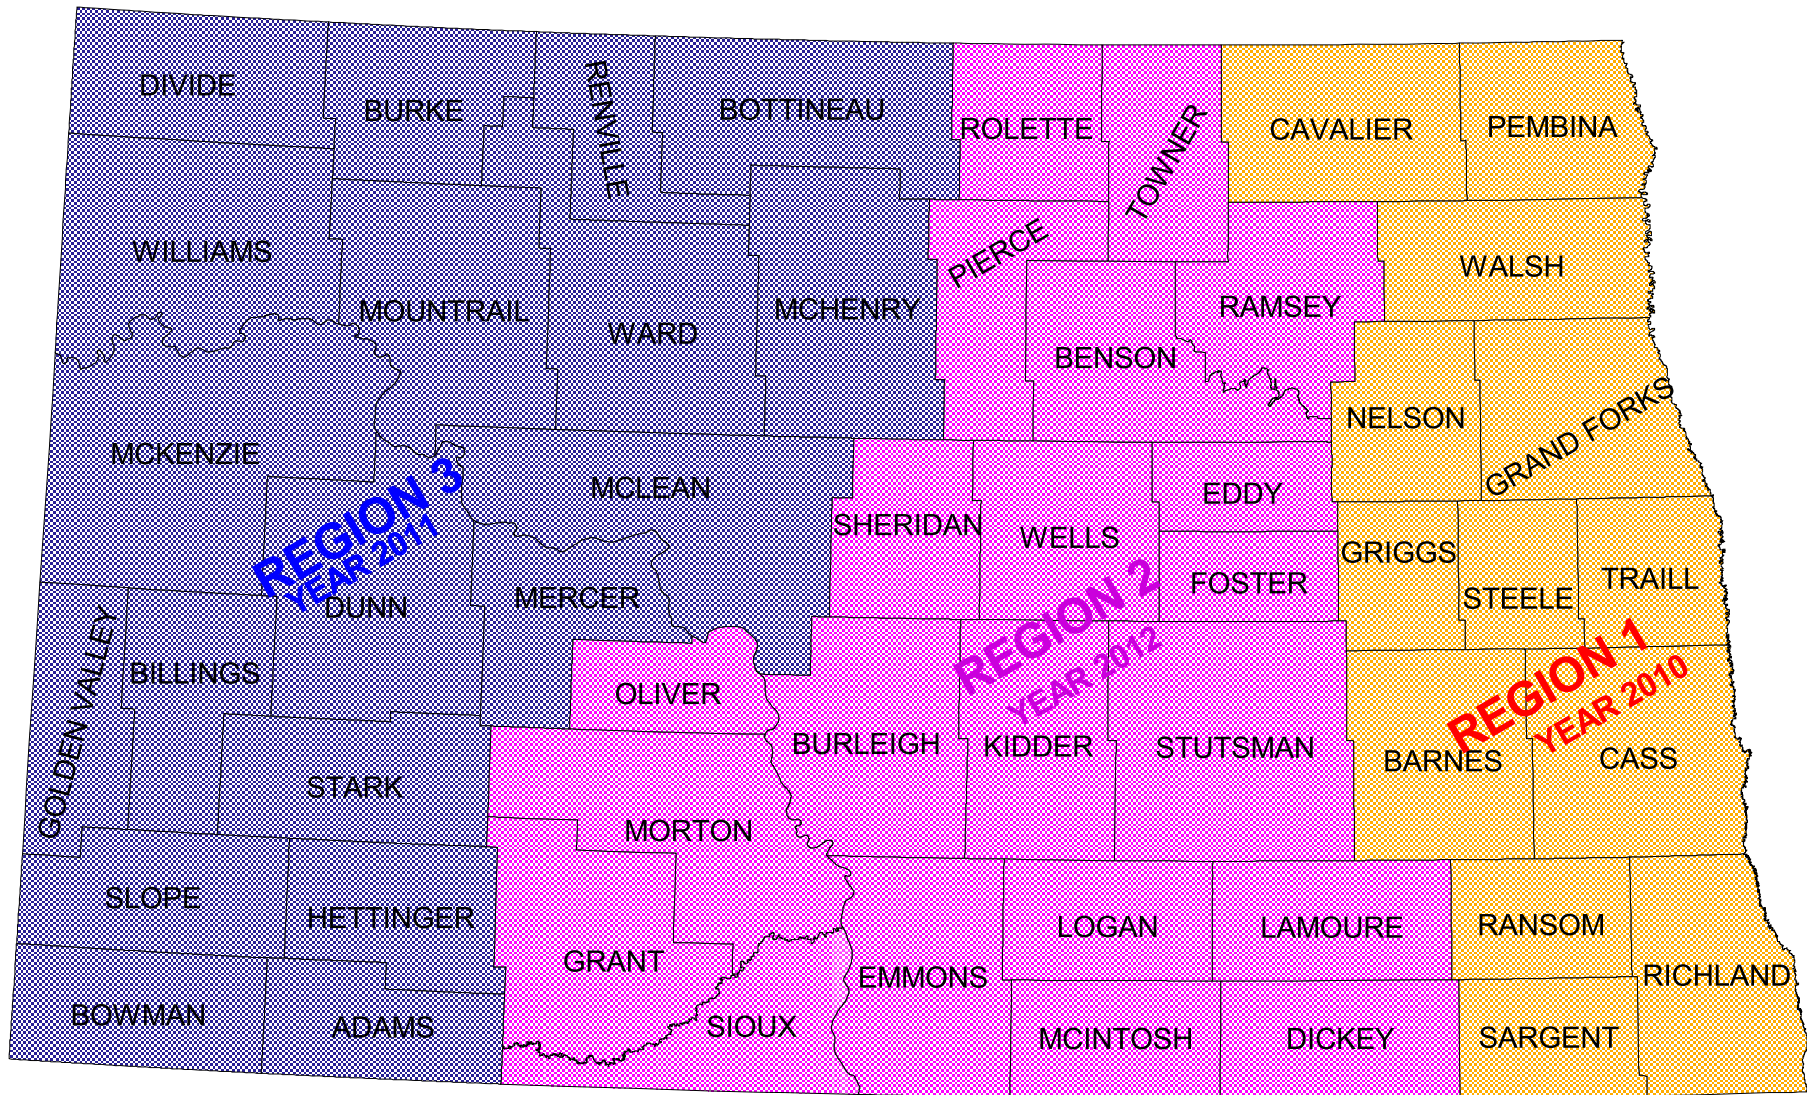 DIVIDE
BURKE
RENVILLE
BOTTINEAU
ROLETTE
TOWNER
CAVALIER
PEMBINA
WILLIAMS
MOUNTRAIL
WARD
MCHENRY
PIERCE
BENSON
RAMSEY
WALSH
NELSON
GRAND FORKS
MCKENZIE
REGION 3
YEAR 2011
DUNN
MCLEAN
MERCER
SHERIDAN
WELLS
EDDY
FOSTER
GRIGGS
STEELE
TRAILL
GOLDEN VALLEY
BILLINGS
STARK
OLIVER
REGION 2
YEAR 2012
BURLEIGH
KIDDER
STUTSMAN
REGION 1
YEAR 2010
BARNES
CASS
MORTON
SLOPE
HETTINGER
GRANT
EMMONS
LOGAN
LAMOURE
RANSOM
RICHLAND
BOWMAN
ADAMS
SIOUX
MCINTOSH
DICKEY
SARGENT